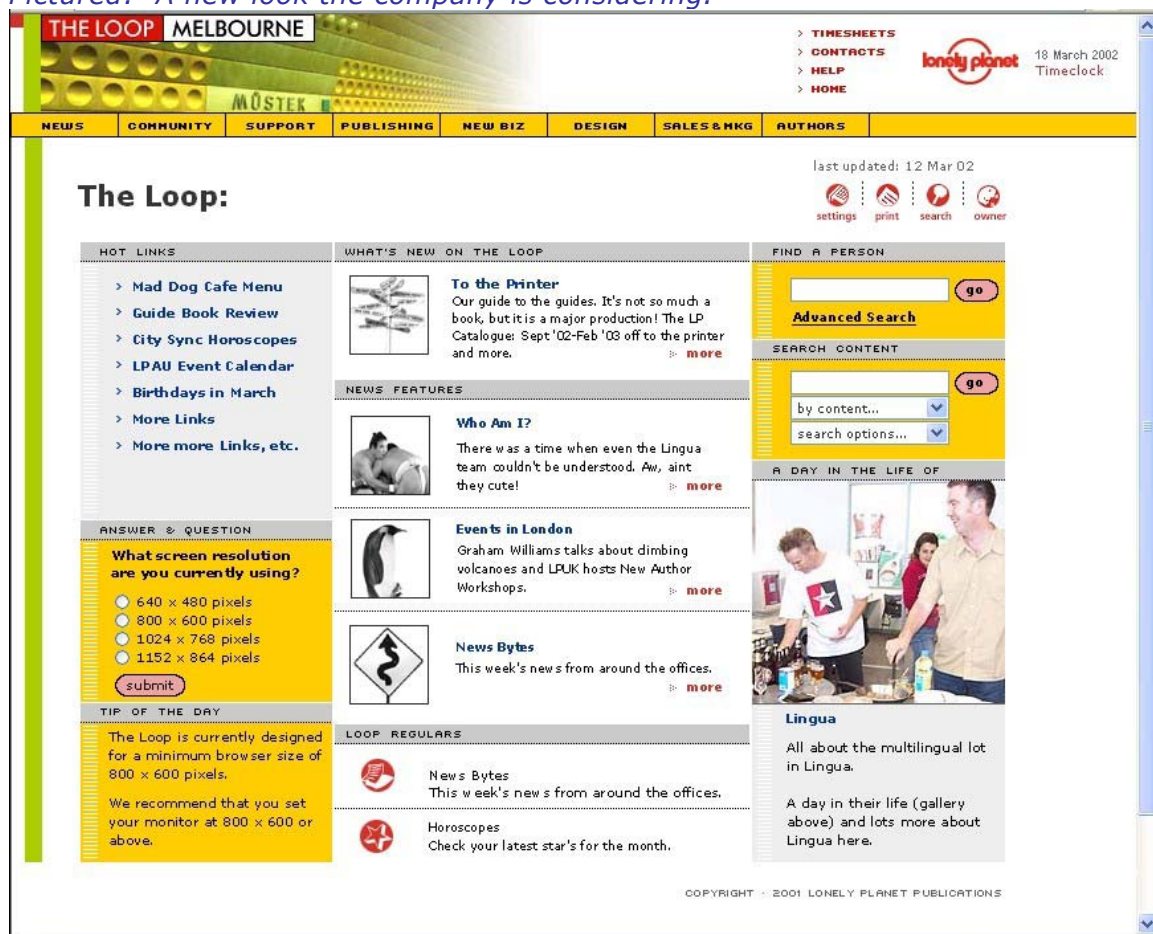 Pictured: A new look the company is considering.
THE LOOP MELBOURNE
MŮSTEK
> TIMESHEETS
> CONTACTS
> HELP
> HOME
lonely planet
18 March 2002
Timeclock
NEWS COMMUNITY SUPPORT PUBLISHING NEW BIZ DESIGN SALES & MKG AUTHORS
last updated: 12 Mar 02
The Loop:
settings print search owner
HOT LINKS
> Mad Dog Cafe Menu
> Guide Book Review
> City Sync Horoscopes
> LPAU Event Calendar
> Birthdays in March
> More Links
> More more Links, etc.
ANSWER & QUESTION
What screen resolution
are you currently using?
640 x 480 pixels
800 x 600 pixels
1024 x 768 pixels
1152 x 864 pixels
submit
TIP OF THE DAY
The Loop is currently designed
for a minimum browser size of
800 x 600 pixels.
We recommend that you set
your monitor at 800 x 600 or
above.
WHAT'S NEW ON THE LOOP
To the Printer
Our guide to the guides. It's not so much a
book, but it is a major production! The LP
Catalogue: Sept '02-Feb '03 off to the printer
and more. more
NEWS FEATURES
Who Am I?
There was a time when even the Lingua
team couldn't be understood. Aw, aint
they cute! more
Events in London
Graham Williams talks about climbing
volcanoes and LPUK hosts New Author
Workshops. more
News Bytes
This week's news from around the offices.
more
LOOP REGULARS
News Bytes
This week's news from around the offices.
Horoscopes
Check your latest star's for the month.
FIND A PERSON
go
Advanced Search
SEARCH CONTENT
go
by content...
search options...
A DAY IN THE LIFE OF
Lingua
All about the multilingual lot
in Lingua.
A day in their life (gallery
above) and lots more about
Lingua here.
COPYRIGHT · 2001 LONELY PLANET PUBLICATIONS